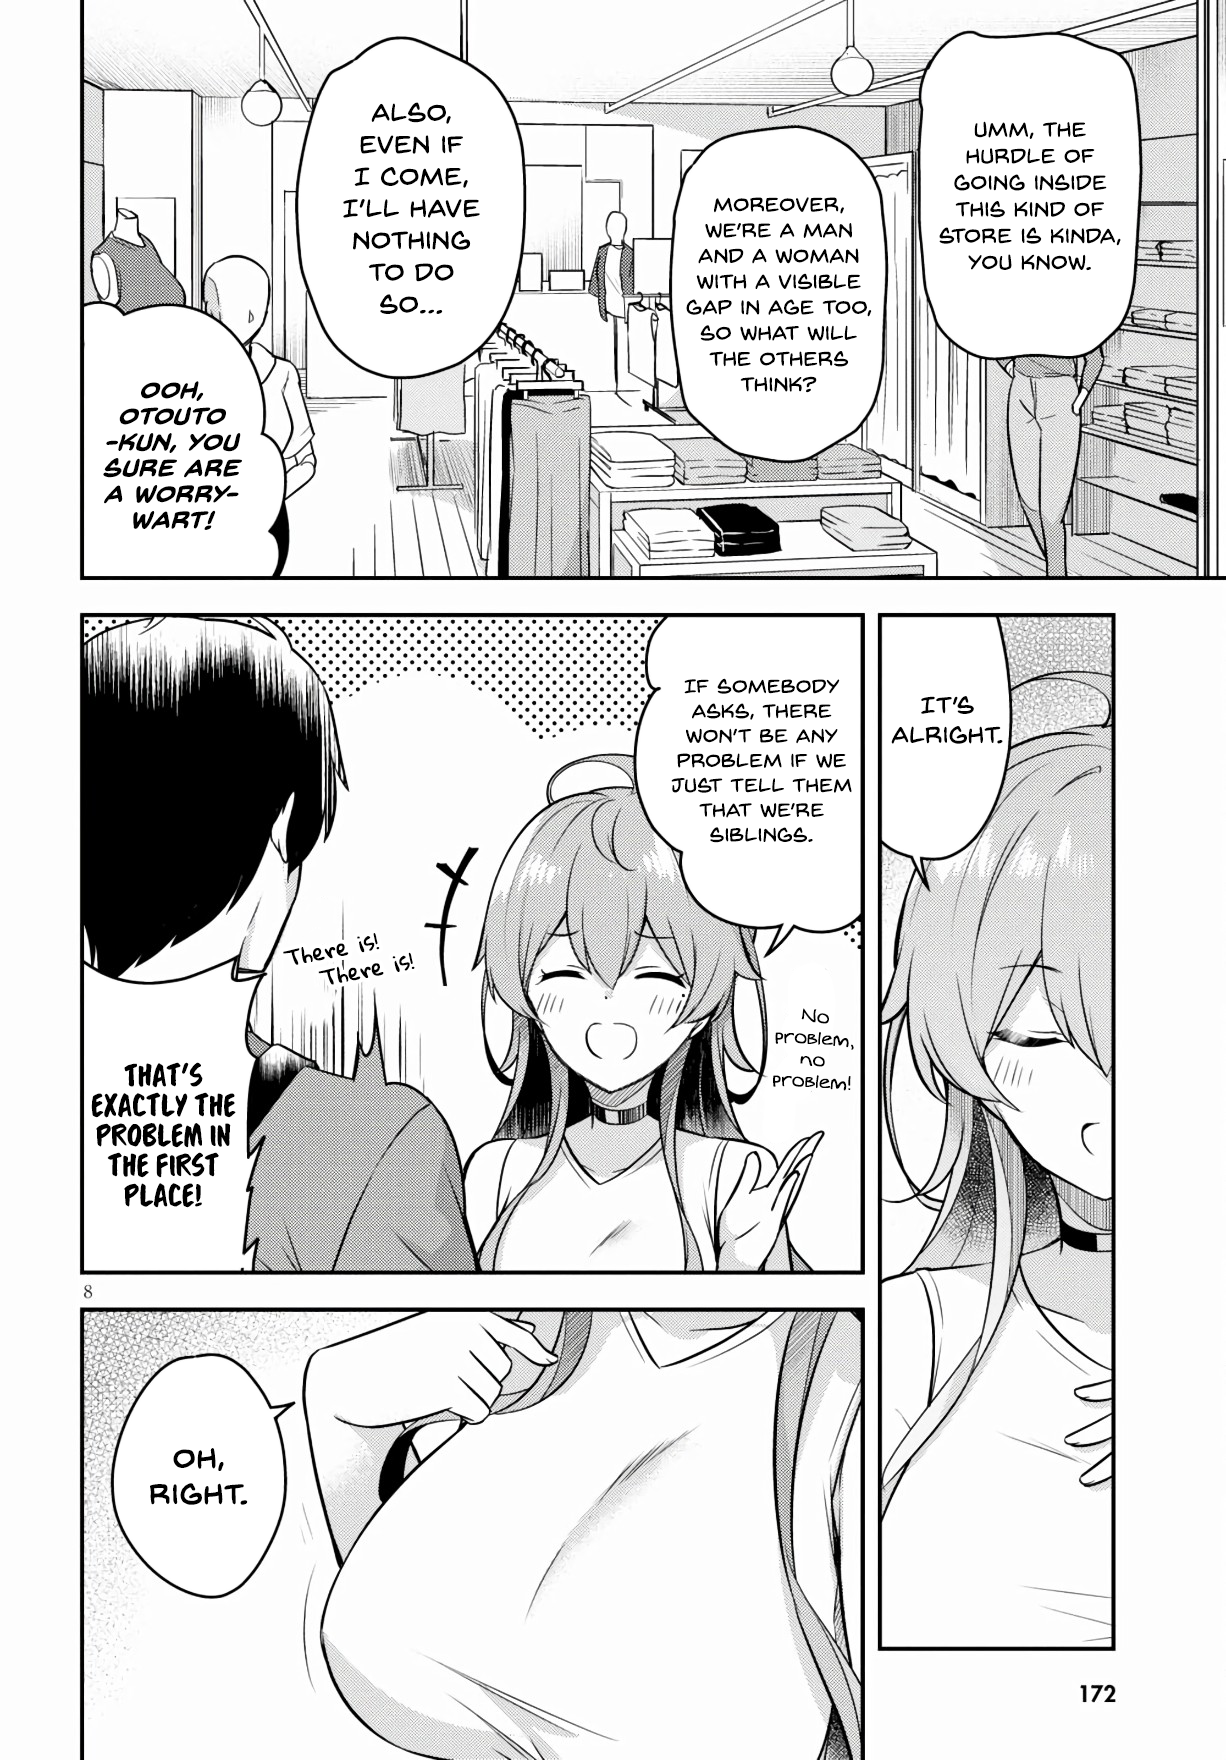 UMM, THE
HURDLE OF
GOING INSIDE
THIS KIND OF
STORE IS KINDA,
YOU KNOW.
MOREOVER,
WE'RE A MAN
AND A WOMAN
WITH A VISIBLE
GAP IN AGE TOO,
SO WHAT WILL
THE OTHERS
THINK?
ALSO,
EVEN IF
I COME,
I'LL HAVE
NOTHING
TO DO
SO...
OOH,
OTOUTO
-KUN, YOU
SURE ARE
A WORRY-
WART!
IT'S
ALRIGHT.
IF SOMEBODY
ASKS, THERE
WON'T BE ANY
PROBLEM IF WE
JUST TELL THEM
THAT WE'RE
SIBLINGS.
No
problem,
no
problem!
There is!
There is!
THAT'S
EXACTLY THE
PROBLEM IN
THE FIRST
PLACE!
8
OH,
RIGHT.
172